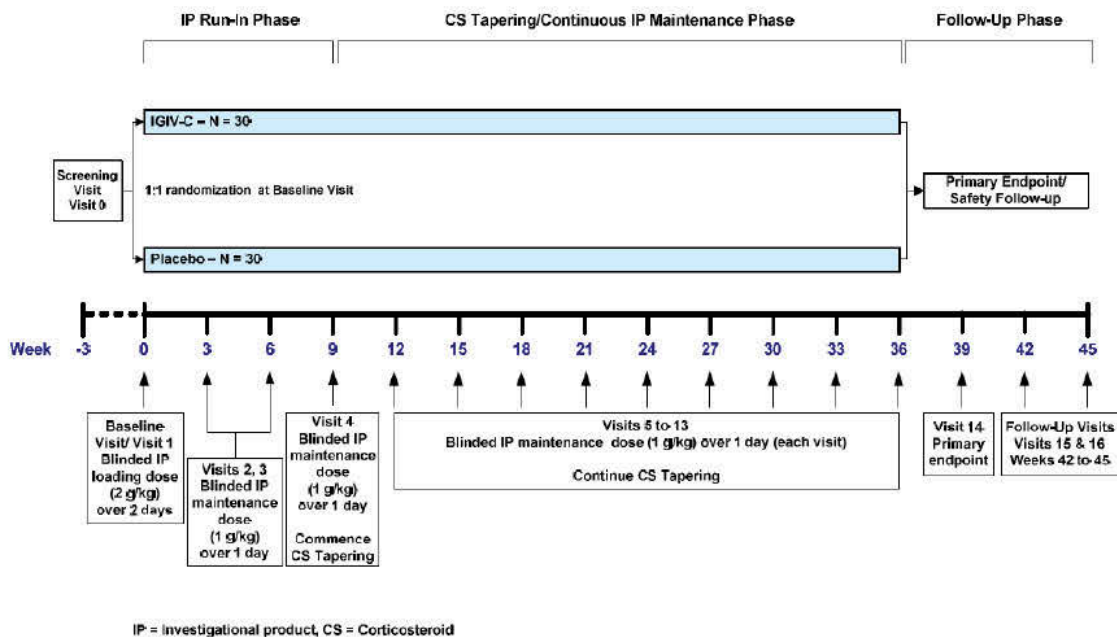 IP Run-In Phase
CS Tapering/Continuous IP Maintenance Phase
Follow-Up Phase
IGIV-C – N = 30
Screening
Visit
Visit 0
1:1 randomization at Baseline Visit
Primary Endpoint/
Safety Follow-up
Placebo – N = 30
Week -3 0 3 6 9 12 15 18 21 24 27 30 33 36 39 42 45
Baseline
Visit/ Visit 1
Blinded IP
loading dose
(2 g/kg)
over 2 days
Visits 2, 3
Blinded IP
maintenance
dose
(1 g/kg)
over 1 day
Visit 4
Blinded IP
maintenance
dose
(1 g/kg)
over 1 day
Commence
CS Tapering
Visits 5 to 13
Blinded IP maintenance dose (1 g/kg) over 1 day (each visit)
Continue CS Tapering
Visit 14
Primary
endpoint
Follow-Up Visits
Visits 15 & 16
Weeks 42 to 45
IP = Investigational product, CS = Corticosteroid